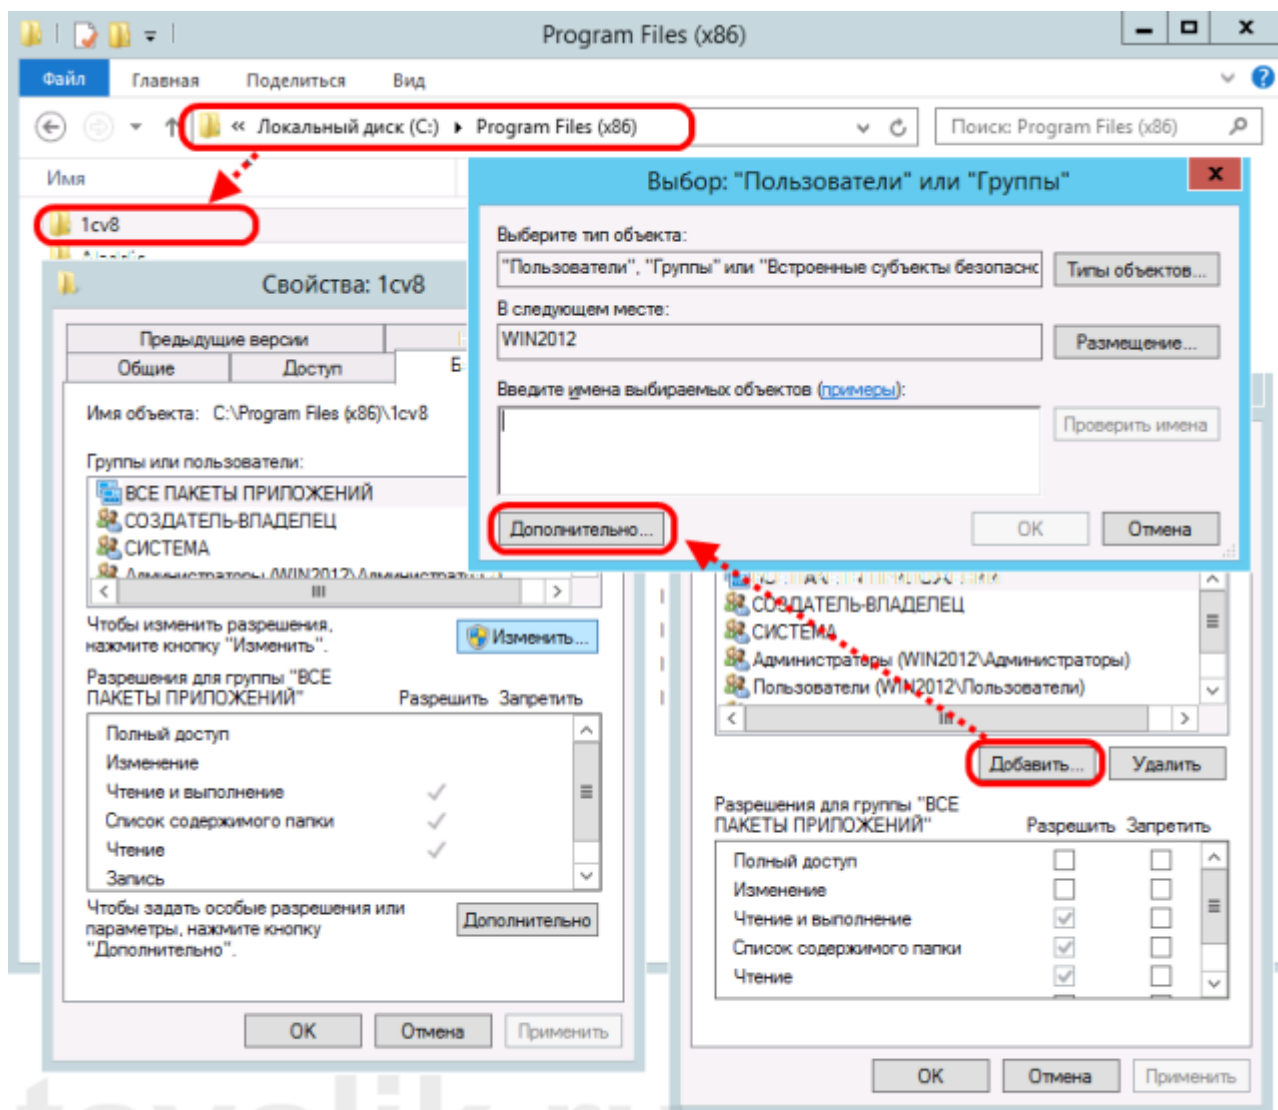 Program Files (x86)
Файл Главная Поделиться Вид
« Локальный диск (C:) Program Files (x86)
Поиск: Program Files (x86)
Имя
1cv8
Свойства: 1cv8
Предыдущие версии
Общие Доступ
Имя объекта: C:\Program Files (x86)\1cv8
Группы или пользователи:
ВСЕ ПАКЕТЫ ПРИЛОЖЕНИЙ
СОЗДАТЕЛЬ-ВЛАДЕЛЕЦ
СИСТЕМА
Администраторы (WIN2012\Администраторы)
Чтобы изменить разрешения,
нажмите кнопку "Изменить".
Изменить...
Разрешения для группы "ВСЕ
ПАКЕТЫ ПРИЛОЖЕНИЙ" Разрешить Запретить
Полный доступ
Изменение
Чтение и выполнение
Список содержимого папки
Чтение
Запись
Чтобы задать особые разрешения или
параметры, нажмите кнопку
"Дополнительно".
Дополнительно
ОК Отмена Применить
Выбор: "Пользователи" или "Группы"
Выберите тип объекта:
"Пользователи", "Группы" или "Встроенные субъекты безопасно
Типы объектов...
В следующем месте:
WIN2012
Размещение...
Введите имена выбираемых объектов (примеры):
Проверить имена
Дополнительно...
ОК Отмена
СОЗДАТЕЛЬ-ВЛАДЕЛЕЦ
СИСТЕМА
Администраторы (WIN2012\Администраторы)
Пользователи (WIN2012\Пользователи)
Добавить... Удалить
Разрешения для группы "ВСЕ
ПАКЕТЫ ПРИЛОЖЕНИЙ" Разрешить Запретить
Полный доступ
Изменение
Чтение и выполнение
Список содержимого папки
Чтение
ОК Отмена Применить